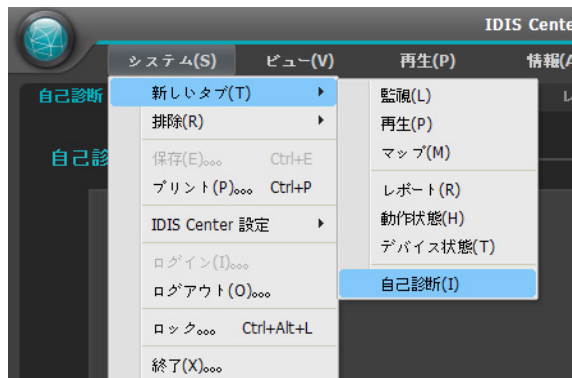 IDIS Cente
システム(S) ビュー(V) 再生(P) 情報(A
自己診断
自己診
新しいタブ(T)
排除(R)
保存(E)... Ctrl+E
プリント(P)... Ctrl+P
IDIS Center 設定
ログイン(I)...
ログアウト(O)...
ロック... Ctrl+Alt+L
終了(X)...
監視(L)
再生(P)
マップ(M)
レポート(R)
動作状態(H)
デバイス状態(T)
自己診断(I)